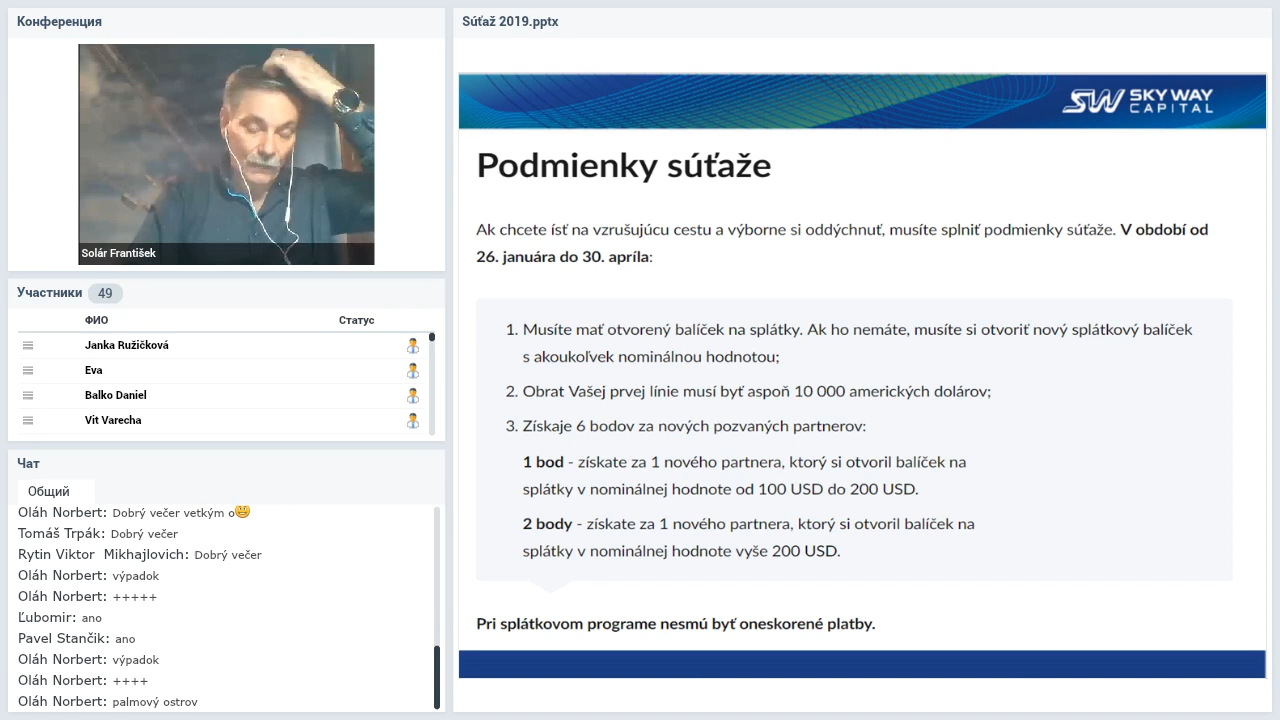 Конференция
Solár František
Участники 49
ФИО Статус
Janka Ružičková
Eva
Balko Daniel
Vit Varecha
Чат
Общий
Oláh Norbert: Dobrý večer vetkým o
Tomáš Trpák: Dobrý večer
Rytin Viktor Mikhajlovich: Dobrý večer
Oláh Norbert: výpadok
Oláh Norbert: +++++
Ľubomir: ano
Pavel Stančik: ano
Oláh Norbert: výpadok
Oláh Norbert: ++++
Oláh Norbert: palmový ostrov
Súťaž 2019.pptx
SW SKY WAY
CAPITAL
Podmienky súťaže
Ak chcete ísť na vzrušujúcu cestu a výborne si oddýchnuť, musíte splniť podmienky súťaže. V období od
26. januára do 30. apríla:
1. Musíte mať otvorený balíček na splátky. Ak ho nemáte, musíte si otvoriť nový splátkový balíček
s akoukoľvek nominálnou hodnotou;
2. Obrat Vašej prvej línie musí byť aspoň 10 000 amerických dolárov;
3. Získaje 6 bodov za nových pozvaných partnerov:
1 bod - získate za 1 nového partnera, ktorý si otvoril balíček na
splátky v nominálnej hodnote od 100 USD do 200 USD.
2 body - získate za 1 nového partnera, ktorý si otvoril balíček na
splátky v nominálnej hodnote vyše 200 USD.
Pri splátkovom programe nesmú byť oneskorené platby.